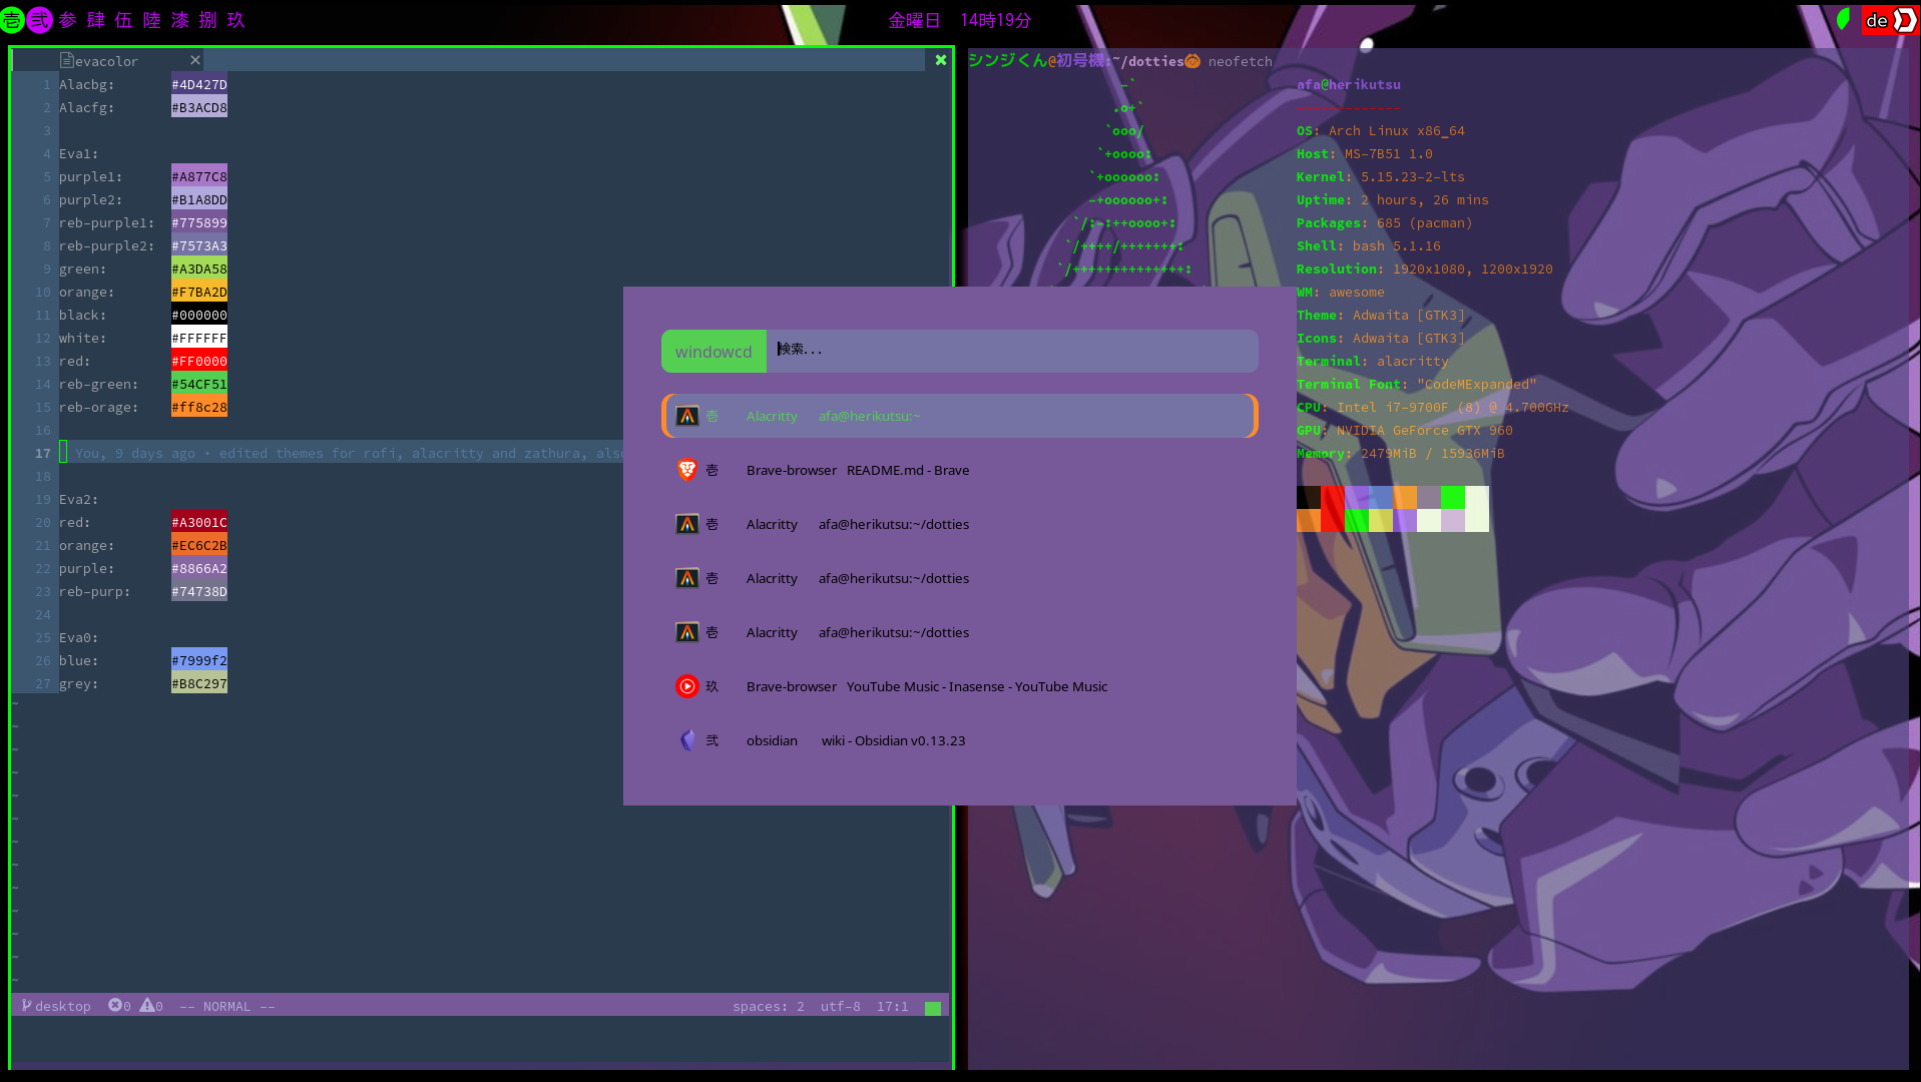 壱 弐 参 肆 伍 陸 漆 捌 玖
金曜日 14時19分
de
evacolor ×
1 Alacbg: #4D427D
2 Alacfg: #B3ACD8
3
4 Eva1:
5 purple1: #A877C8
6 purple2: #B1A8DD
7 reb-purple1: #775899
8 reb-purple2: #7573A3
9 green: #A3DA58
10 orange: #F7BA2D
11 black: #000000
12 white: #FFFFFF
13 red: #FF0000
14 reb-green: #54CF51
15 reb-orage: #ff8c28
16
17 You, 9 days ago • edited themes for rofi, alacritty and zathura, also
18
19 Eva2:
20 red: #A3001C
21 orange: #EC6C2B
22 purple: #8866A2
23 reb-purp: #74738D
24
25 Eva0:
26 blue: #7999f2
27 grey: #B8C297
desktop 0 0 -- NORMAL -- spaces: 2 utf-8 17:1
windowcd 検索...
壱 Alacritty afa@herikutsu:~
壱 Brave-browser README.md - Brave
壱 Alacritty afa@herikutsu:~/dotties
壱 Alacritty afa@herikutsu:~/dotties
壱 Alacritty afa@herikutsu:~/dotties
玖 Brave-browser YouTube Music - Inasense - YouTube Music
弐 obsidian wiki - Obsidian v0.13.23
シンジくん@初号機:~/dotties neofetch
-`
.o+`
`ooo/
`+oooo:
`+oooooo:
-+oooooo+:
`/:-:++oooo+:
`/++++/+++++++:
`/++++++++++++++:
afa@herikutsu
-------------
OS: Arch Linux x86_64
Host: MS-7B51 1.0
Kernel: 5.15.23-2-lts
Uptime: 2 hours, 26 mins
Packages: 685 (pacman)
Shell: bash 5.1.16
Resolution: 1920x1080, 1200x1920
WM: awesome
Theme: Adwaita [GTK3]
Icons: Adwaita [GTK3]
Terminal: alacritty
Terminal Font: "CodeMExpanded"
CPU: Intel i7-9700F (8) @ 4.700GHz
GPU: NVIDIA GeForce GTX 960
Memory: 2479MiB / 15936MiB